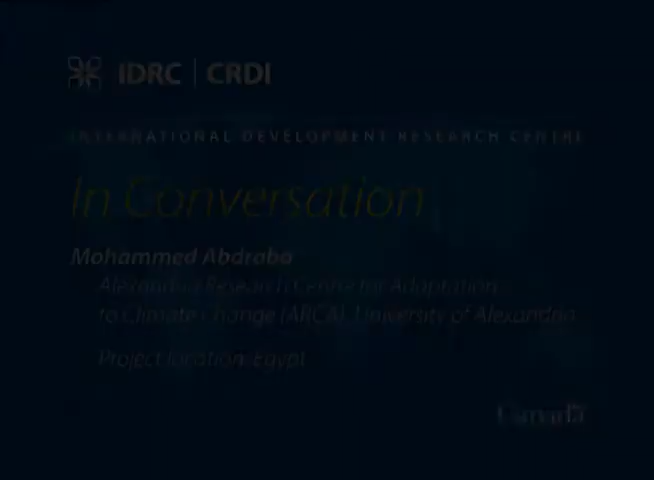 IDRC | CRDI
INTERNATIONAL DEVELOPMENT RESEARCH CENTRE
In Conversation
Mohammed Abdrabo
Alexandria Research Centre for Adaptation
to Climate Change (ARCA), University of Alexandria
Project location: Egypt
Canada